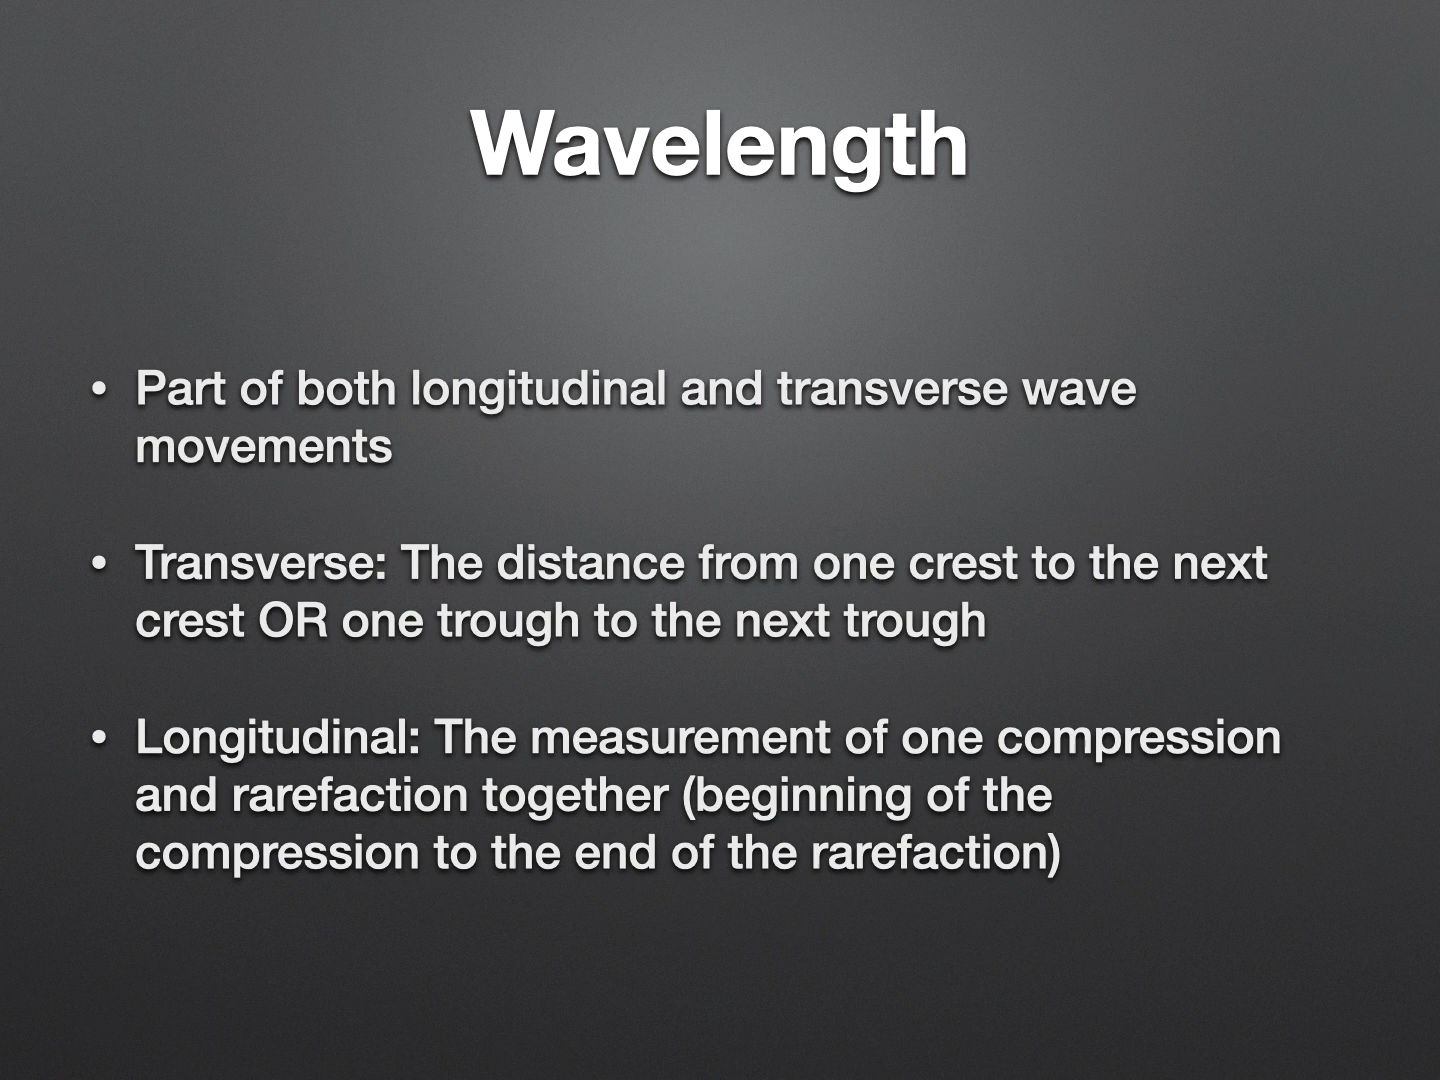 Wavelength
• Part of both longitudinal and transverse wave
movements
• Transverse: The distance from one crest to the next
crest OR one trough to the next trough
• Longitudinal: The measurement of one compression
and rarefaction together (beginning of the
compression to the end of the rarefaction)